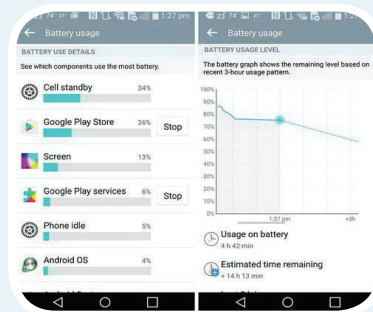 1:27 pm
Battery usage
BATTERY USE DETAILS
See which components use the most battery.
Cell standby 34%
Google Play Store 26% Stop
Screen 13%
Google Play services 6% Stop
Phone idle 5%
Android OS 4%
23 74° 21°
Battery usage
BATTERY USAGE LEVEL
The battery graph shows the remaining level based on
recent 3-hour usage pattern.
100%
90%
80%
70%
60%
50%
40%
30%
20%
10%
0%
1:27 pm +3h
Usage on battery
4 h 42 min
Estimated time remaining
+ 14 h 13 min